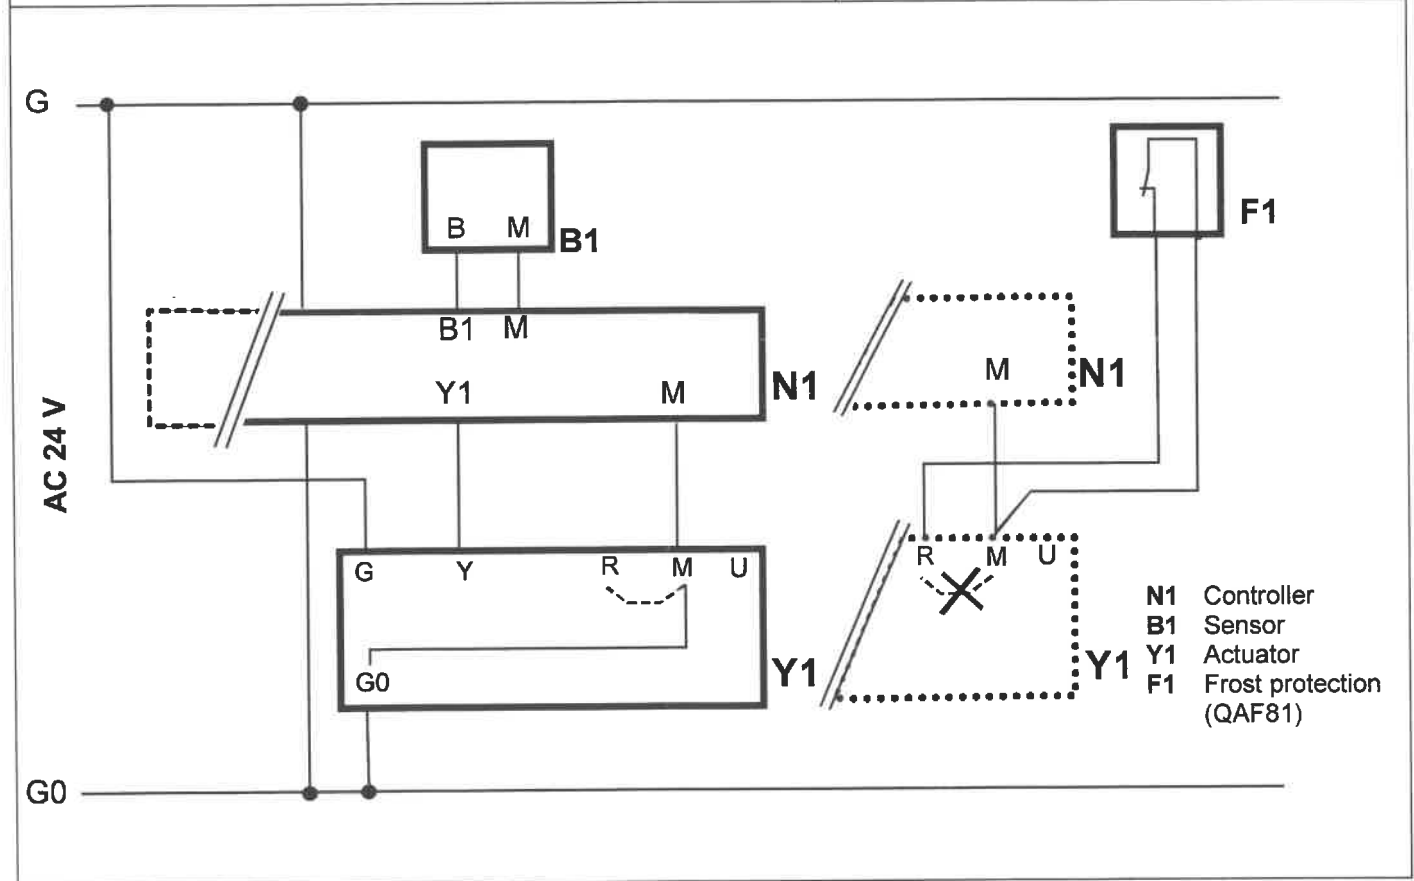 G
F1
B M B1
B1 M
Y1 M N1
M N1
AC 24 V
G Y R M U
R M U
G0 Y1
Y1
N1 Controller
B1 Sensor
Y1 Actuator
F1 Frost protection
(QAF81)
G0